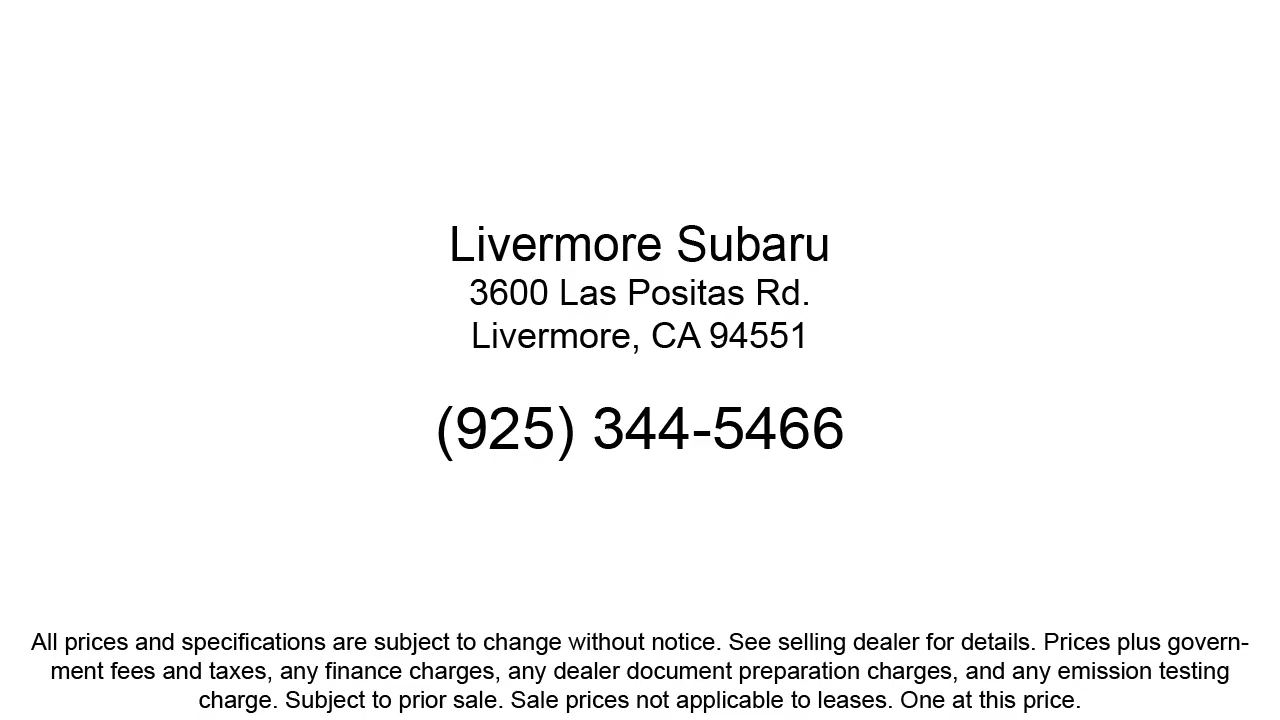 Livermore Subaru
3600 Las Positas Rd.
Livermore, CA 94551
(925) 344-5466
All prices and specifications are subject to change without notice. See selling dealer for details. Prices plus govern-
ment fees and taxes, any finance charges, any dealer document preparation charges, and any emission testing
charge. Subject to prior sale. Sale prices not applicable to leases. One at this price.